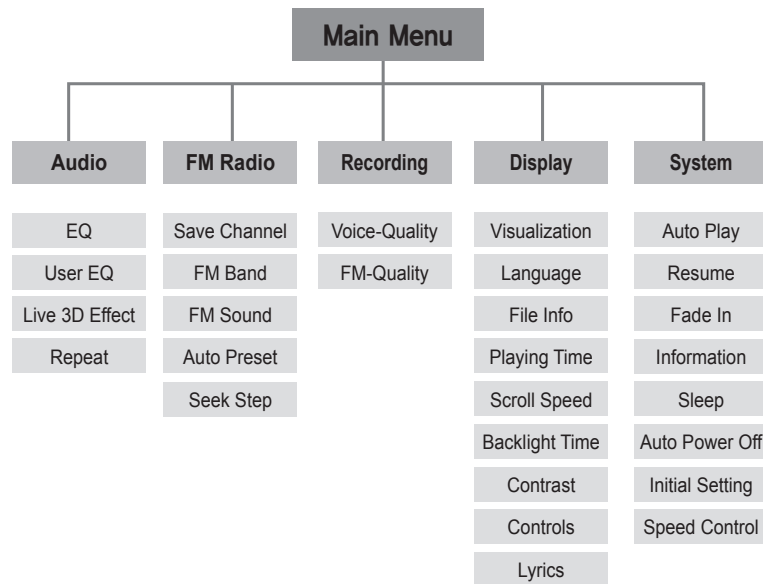 Main Menu
Audio
FM Radio
Recording
Display
System
EQ
User EQ
Live 3D Effect
Repeat
Save Channel
FM Band
FM Sound
Auto Preset
Seek Step
Voice-Quality
FM-Quality
Visualization
Language
File Info
Playing Time
Scroll Speed
Backlight Time
Contrast
Controls
Lyrics
Auto Play
Resume
Fade In
Information
Sleep
Auto Power Off
Initial Setting
Speed Control